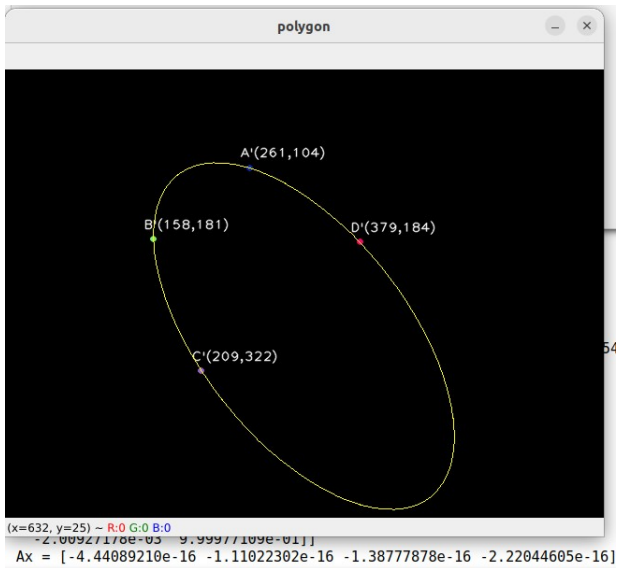 polygon
A'(261,104)
B'(158,181)
D'(379,184)
C'(209,322)
54
(x=632, y=25) ~ R:0 G:0 B:0
-2.00927178e-03 9.99977109e-01]]
Ax = [-4.44089210e-16 -1.11022302e-16 -1.38777878e-16 -2.22044605e-16]